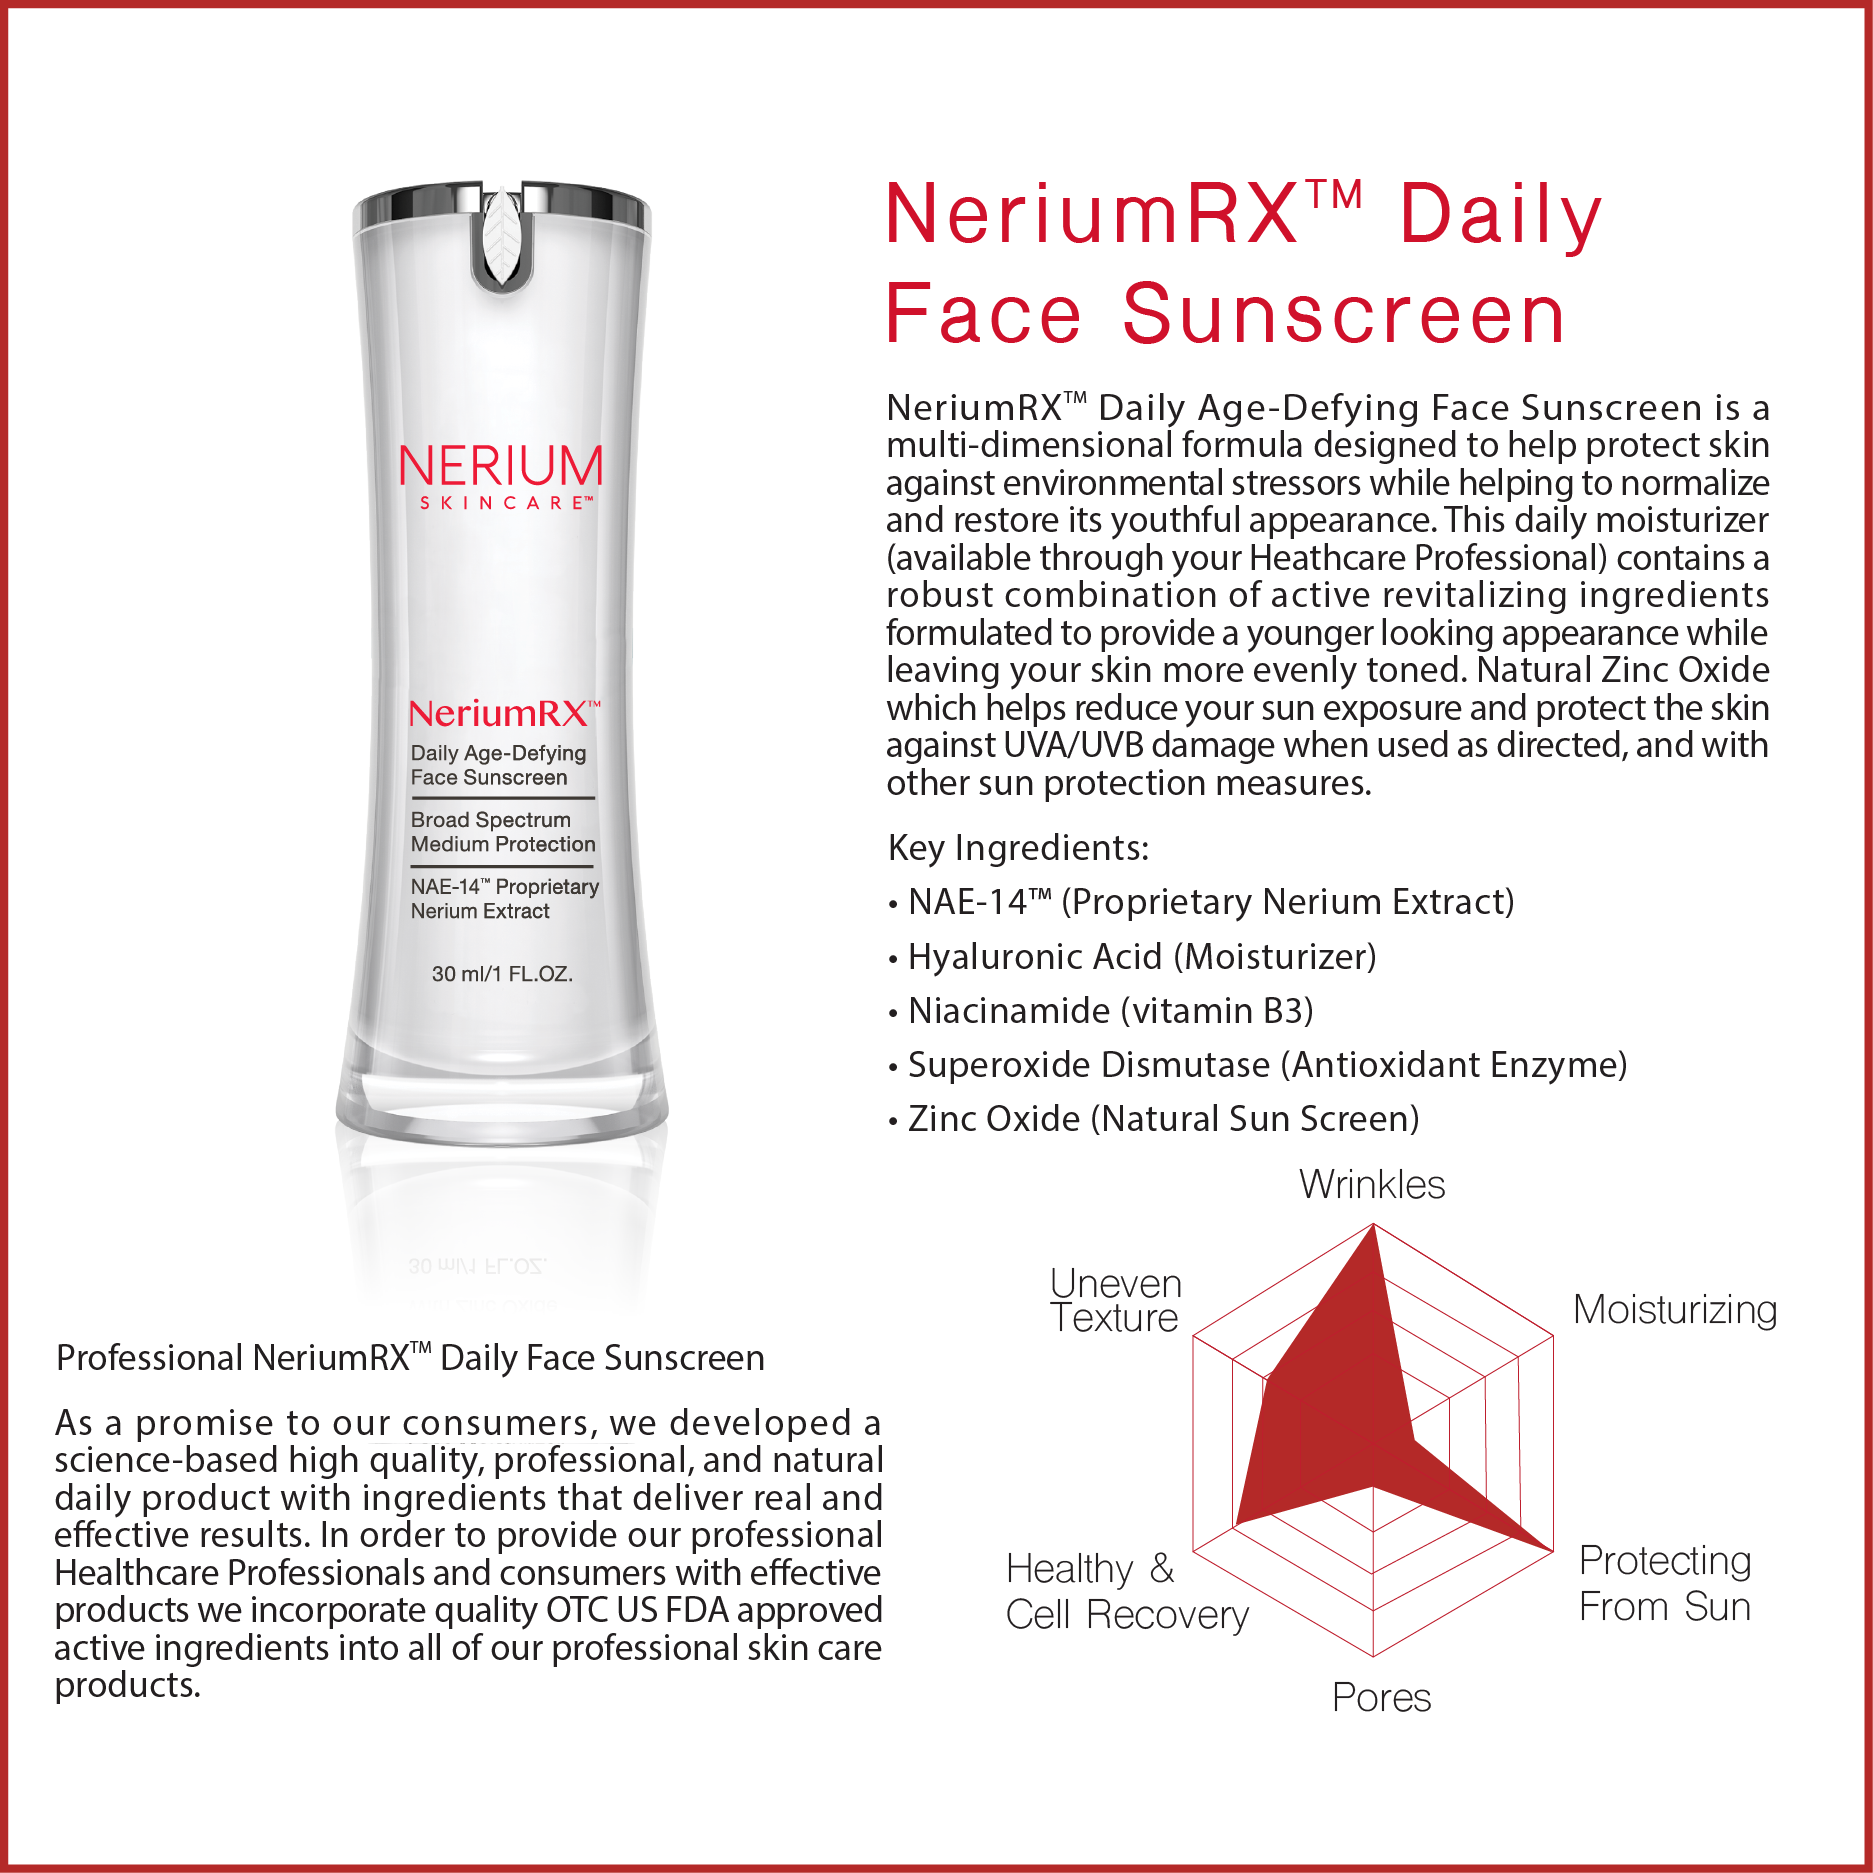 NERIUM
SKINCARE™
NeriumRX™
Daily Age-Defying
Face Sunscreen
Broad Spectrum
Medium Protection
NAE-14™ Proprietary
Nerium Extract
30 ml/1 FL.OZ.
30 ml/1 FL.OZ.
Professional NeriumRX™ Daily Face Sunscreen
As a promise to our consumers, we developed a
science-based high quality, professional, and natural
daily product with ingredients that deliver real and
effective results. In order to provide our professional
Healthcare Professionals and consumers with effective
products we incorporate quality OTC US FDA approved
active ingredients into all of our professional skin care
products.
NeriumRX™ Daily
Face Sunscreen
NeriumRX™ Daily Age-Defying Face Sunscreen is a
multi-dimensional formula designed to help protect skin
against environmental stressors while helping to normalize
and restore its youthful appearance. This daily moisturizer
(available through your Heathcare Professional) contains a
robust combination of active revitalizing ingredients
formulated to provide a younger looking appearance while
leaving your skin more evenly toned. Natural Zinc Oxide
which helps reduce your sun exposure and protect the skin
against UVA/UVB damage when used as directed, and with
other sun protection measures.
Key Ingredients:
• NAE-14™ (Proprietary Nerium Extract)
• Hyaluronic Acid (Moisturizer)
• Niacinamide (vitamin B3)
• Superoxide Dismutase (Antioxidant Enzyme)
• Zinc Oxide (Natural Sun Screen)
Wrinkles
Uneven
Texture
Moisturizing
Healthy &
Cell Recovery
Protecting
From Sun
Pores